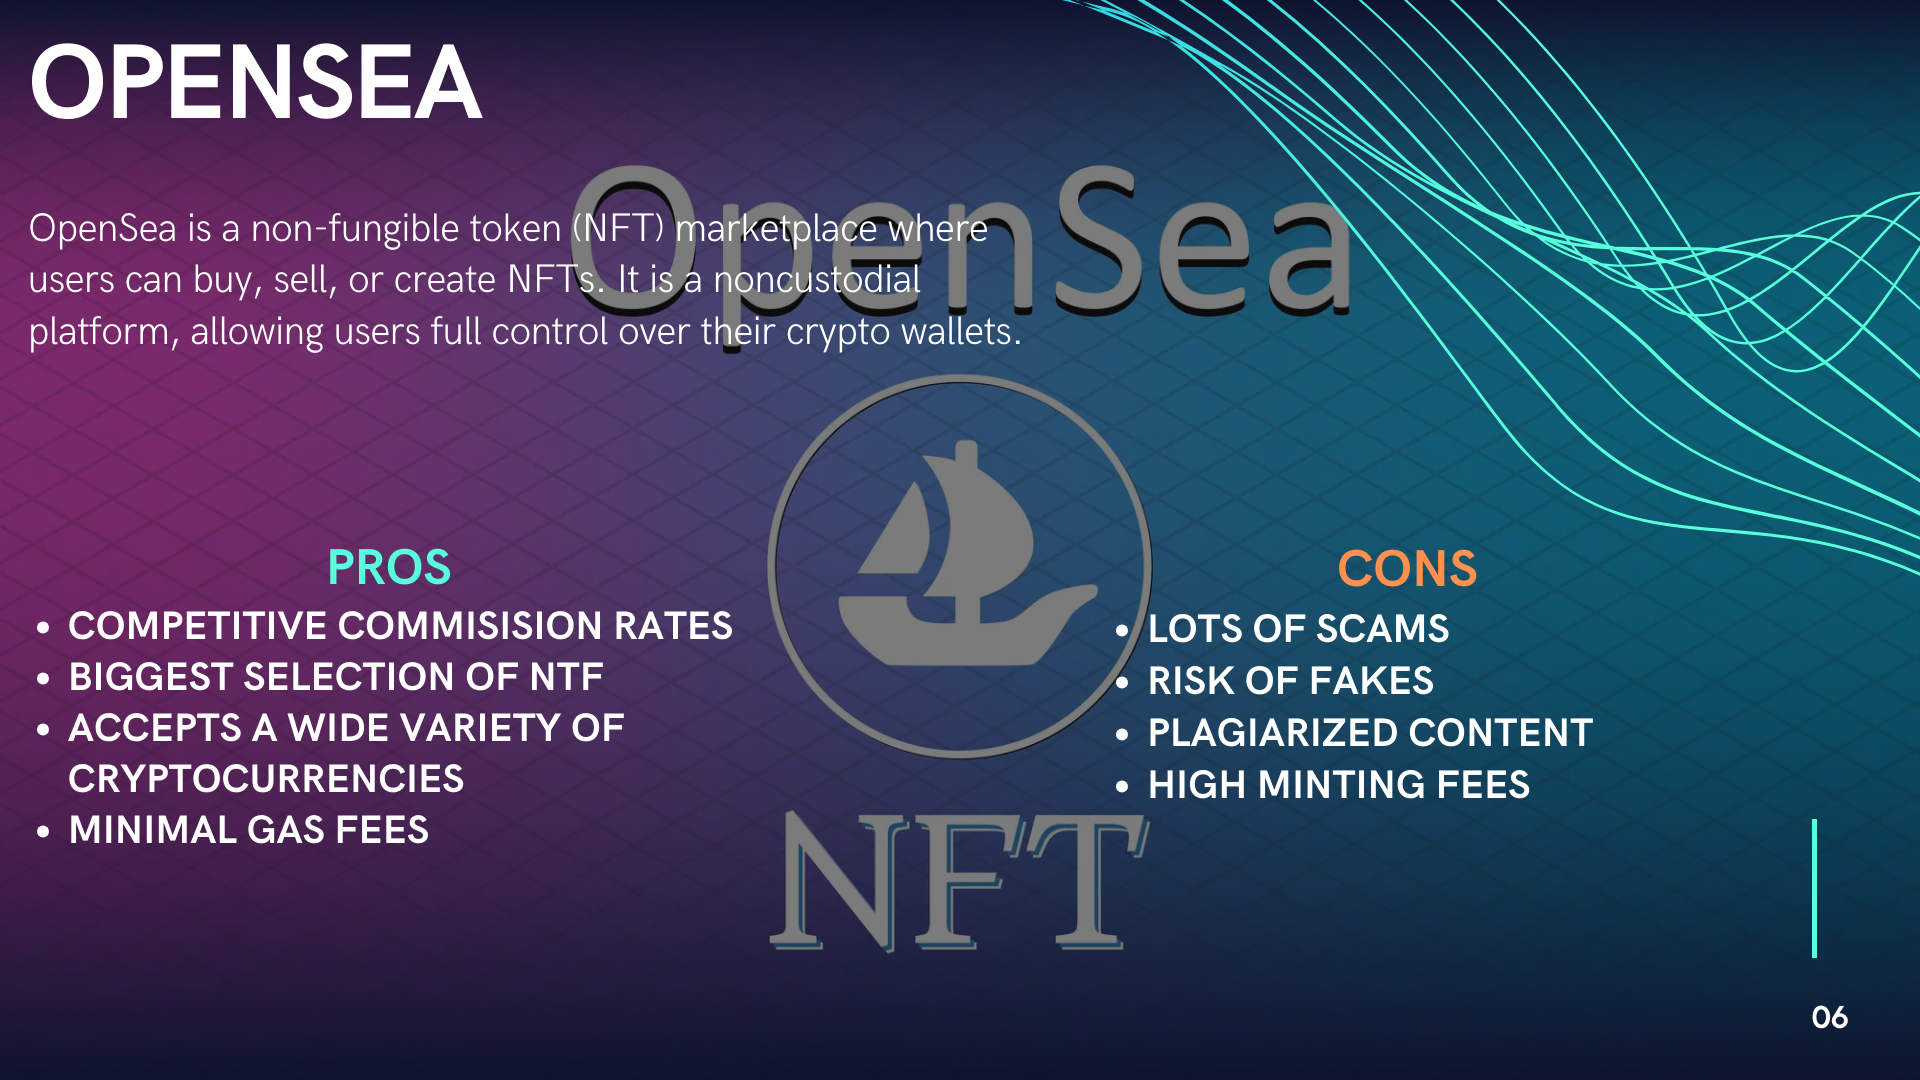 OPENSEA
OpenSea
OpenSea is a non-fungible token (NFT) marketplace where
users can buy, sell, or create NFTs. It is a noncustodial
platform, allowing users full control over their crypto wallets.
PROS
• COMPETITIVE COMMISISION RATES
• BIGGEST SELECTION OF NTF
• ACCEPTS A WIDE VARIETY OF
CRYPTOCURRENCIES
• MINIMAL GAS FEES
CONS
• LOTS OF SCAMS
• RISK OF FAKES
• PLAGIARIZED CONTENT
• HIGH MINTING FEES
NFT
06